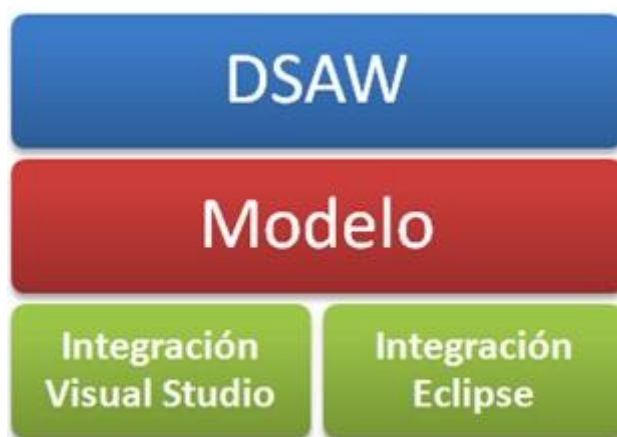 DSAW
Modelo
Integración
Visual Studio
Integración
Eclipse